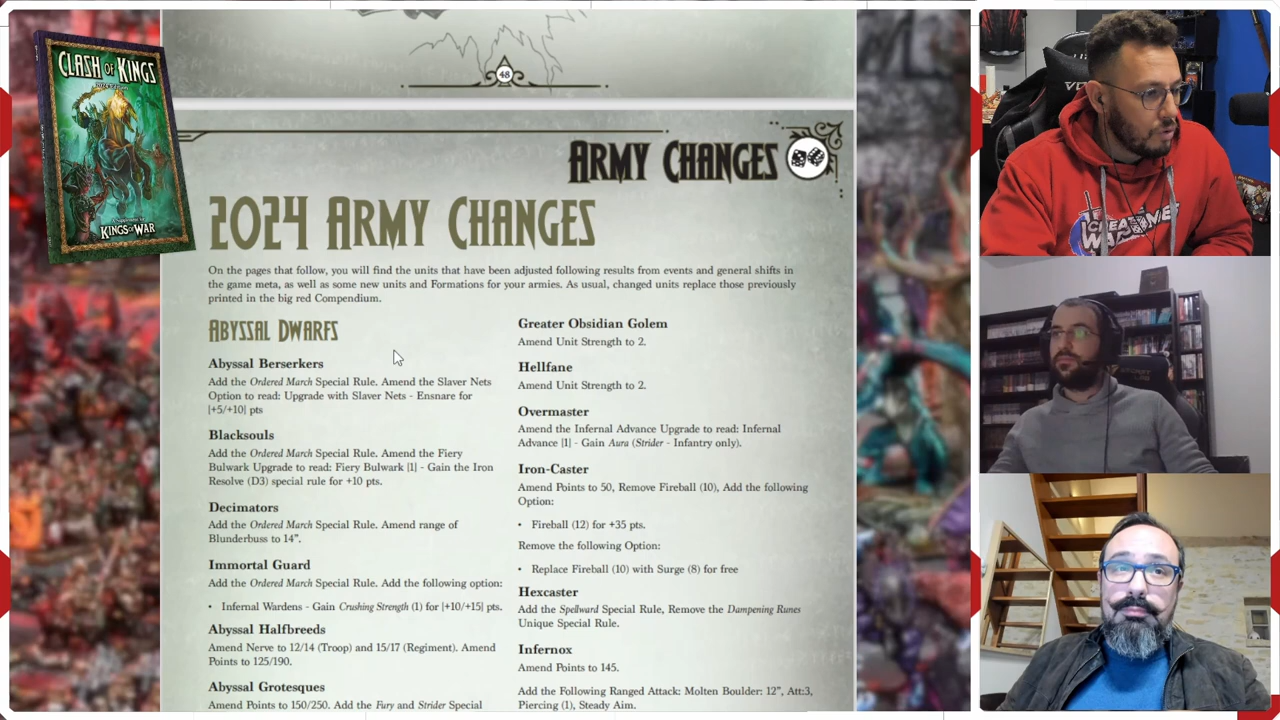 CLASH OF KINGS
2024 Edition
A Supplement for
KINGS OF WAR
48
ARMY CHANGES
2024 ARMY CHANGES
On the pages that follow, you will find the units that have been adjusted following results from events and general shifts in
the game meta, as well as some new units and Formations for your armies. As usual, changed units replace those previously
printed in the big red Compendium.
ABYSSAL DWARFS
Abyssal Berserkers
Add the Ordered March Special Rule. Amend the Slaver Nets
Option to read: Upgrade with Slaver Nets - Ensnare for
|+5/+10| pts
Blacksouls
Add the Ordered March Special Rule. Amend the Fiery
Bulwark Upgrade to read: Fiery Bulwark |1| - Gain the Iron
Resolve (D3) special rule for +10 pts.
Decimators
Add the Ordered March Special Rule. Amend range of
Blunderbuss to 14".
Immortal Guard
Add the Ordered March Special Rule. Add the following option:
• Infernal Wardens - Gain Crushing Strength (1) for |+10/+15| pts.
Abyssal Halfbreeds
Amend Nerve to 12/14 (Troop) and 15/17 (Regiment). Amend
Points to 125/190.
Abyssal Grotesques
Amend Points to 150/250. Add the Fury and Strider Special
Greater Obsidian Golem
Amend Unit Strength to 2.
Hellfane
Amend Unit Strength to 2.
Overmaster
Amend the Infernal Advance Upgrade to read: Infernal
Advance |1| - Gain Aura (Strider - Infantry only).
Iron-Caster
Amend Points to 50, Remove Fireball (10), Add the following
Option:
• Fireball (12) for +35 pts.
Remove the following Option:
• Replace Fireball (10) with Surge (8) for free
Hexcaster
Add the Spellward Special Rule, Remove the Dampening Runes
Unique Special Rule.
Infernox
Amend Points to 145.
Add the Following Ranged Attack: Molten Boulder: 12", Att:3,
Piercing (1), Steady Aim.